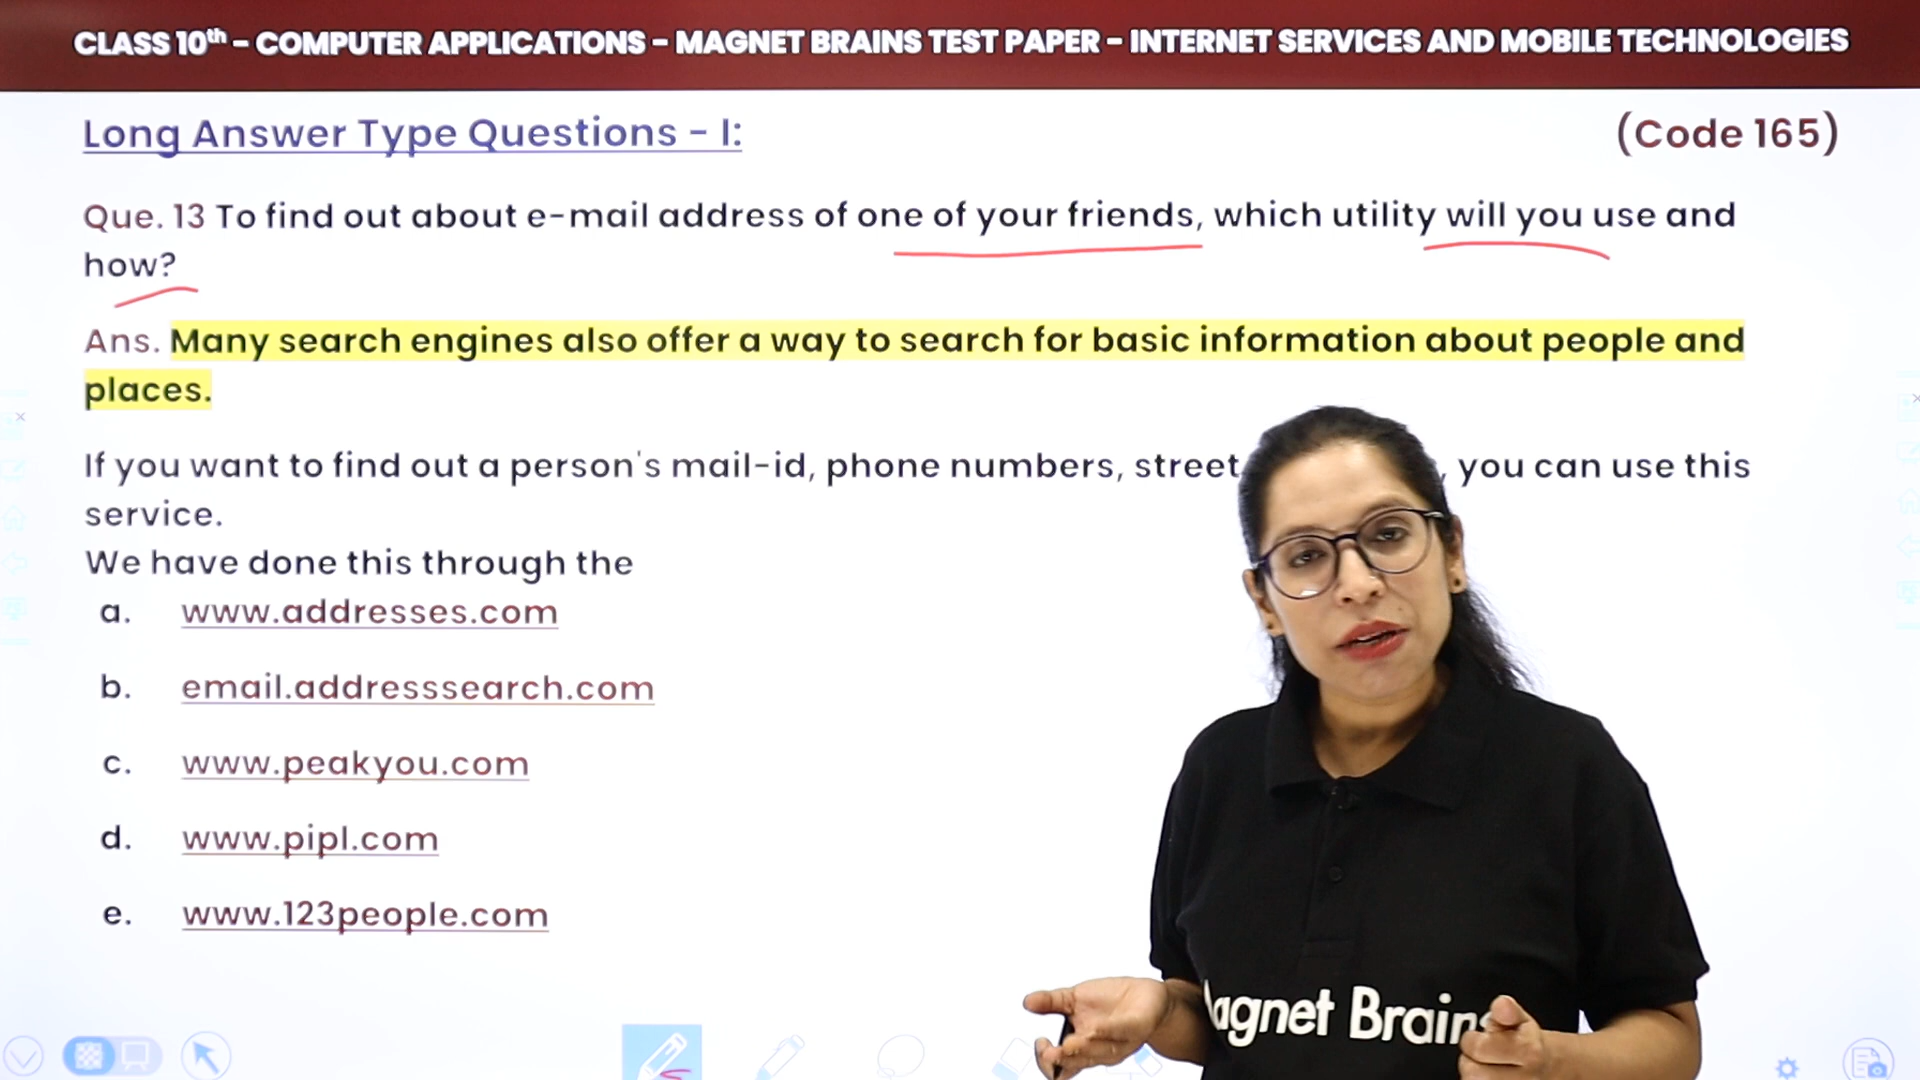 CLASS 10th - COMPUTER APPLICATIONS - MAGNET BRAINS TEST PAPER - INTERNET SERVICES AND MOBILE TECHNOLOGIES
Long Answer Type Questions - I:
(Code 165)
Que. 13 To find out about e-mail address of one of your friends, which utility will you use and
how?
Ans. Many search engines also offer a way to search for basic information about people and
places.
If you want to find out a person's mail-id, phone numbers, street , you can use this
service.
We have done this through the
a. www.addresses.com
b. email.addresssearch.com
c. www.peakyou.com
d. www.pipl.com
e. www.123people.com
agnet Brains